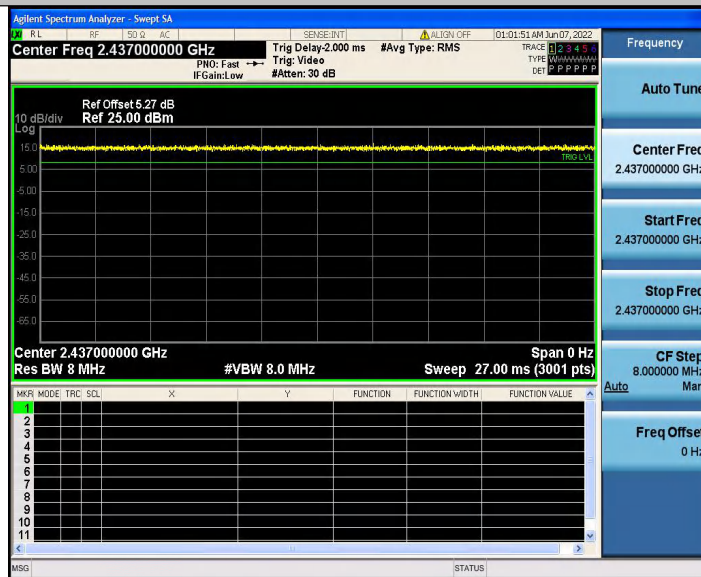 Agilent Spectrum Analyzer - Swept SA
LXI RL RF 50 Ω AC SENSE:INT ALIGN OFF 01:01:51 AM Jun 07, 2022
Center Freq 2.437000000 GHz
PNO: Fast
IFGain:Low
Trig Delay-2.000 ms
Trig: Video
#Atten: 30 dB
#Avg Type: RMS
TRACE 1 2 3 4 5 6
TYPE
DET P P P P P P
Ref Offset 5.27 dB
10 dB/div Ref 25.00 dBm
Log
15.0
TRIG LVL
5.00
-5.00
-15.0
-25.0
-35.0
-45.0
-55.0
-65.0
Center 2.437000000 GHz Span 0 Hz
Res BW 8 MHz #VBW 8.0 MHz Sweep 27.00 ms (3001 pts)
MKR MODE TRC SCL X Y FUNCTION FUNCTION WIDTH FUNCTION VALUE
1
2
3
4
5
6
7
8
9
10
11
MSG STATUS
Frequency
Auto Tune
Center Freq
2.437000000 GHz
Start Freq
2.437000000 GHz
Stop Freq
2.437000000 GHz
CF Step
8.000000 MHz
Auto Man
Freq Offset
0 Hz